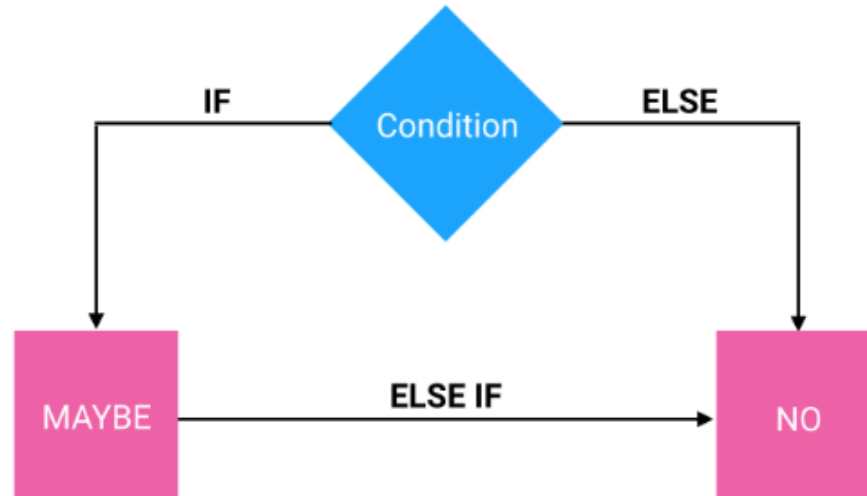 IF
ELSE
Condition
ELSE IF
MAYBE
NO